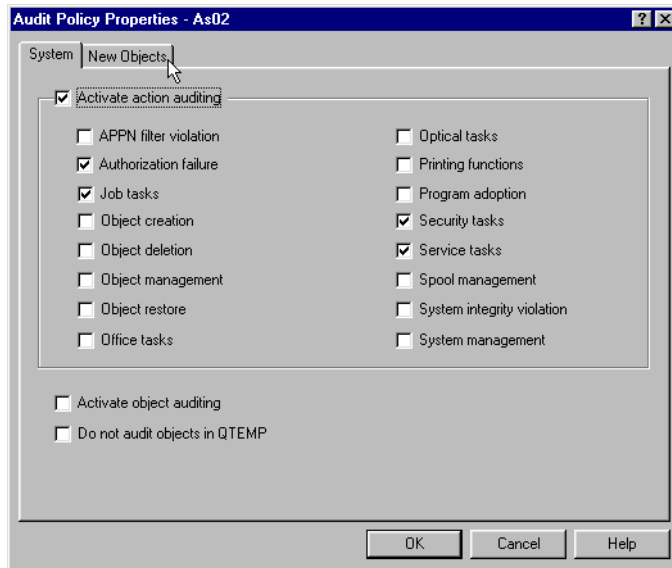 Audit Policy Properties - As02
System
New Objects
Activate action auditing
APPN filter violation
Authorization failure
Job tasks
Object creation
Object deletion
Object management
Object restore
Office tasks
Optical tasks
Printing functions
Program adoption
Security tasks
Service tasks
Spool management
System integrity violation
System management
Activate object auditing
Do not audit objects in QTEMP
OK
Cancel
Help